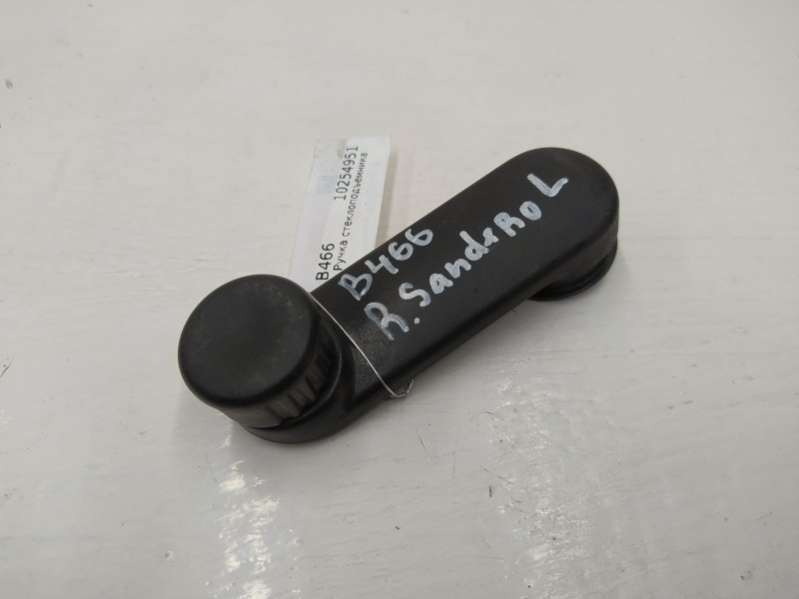 B466 10254951
Ручка стеклоподъемника
B466
R. SandeRo L